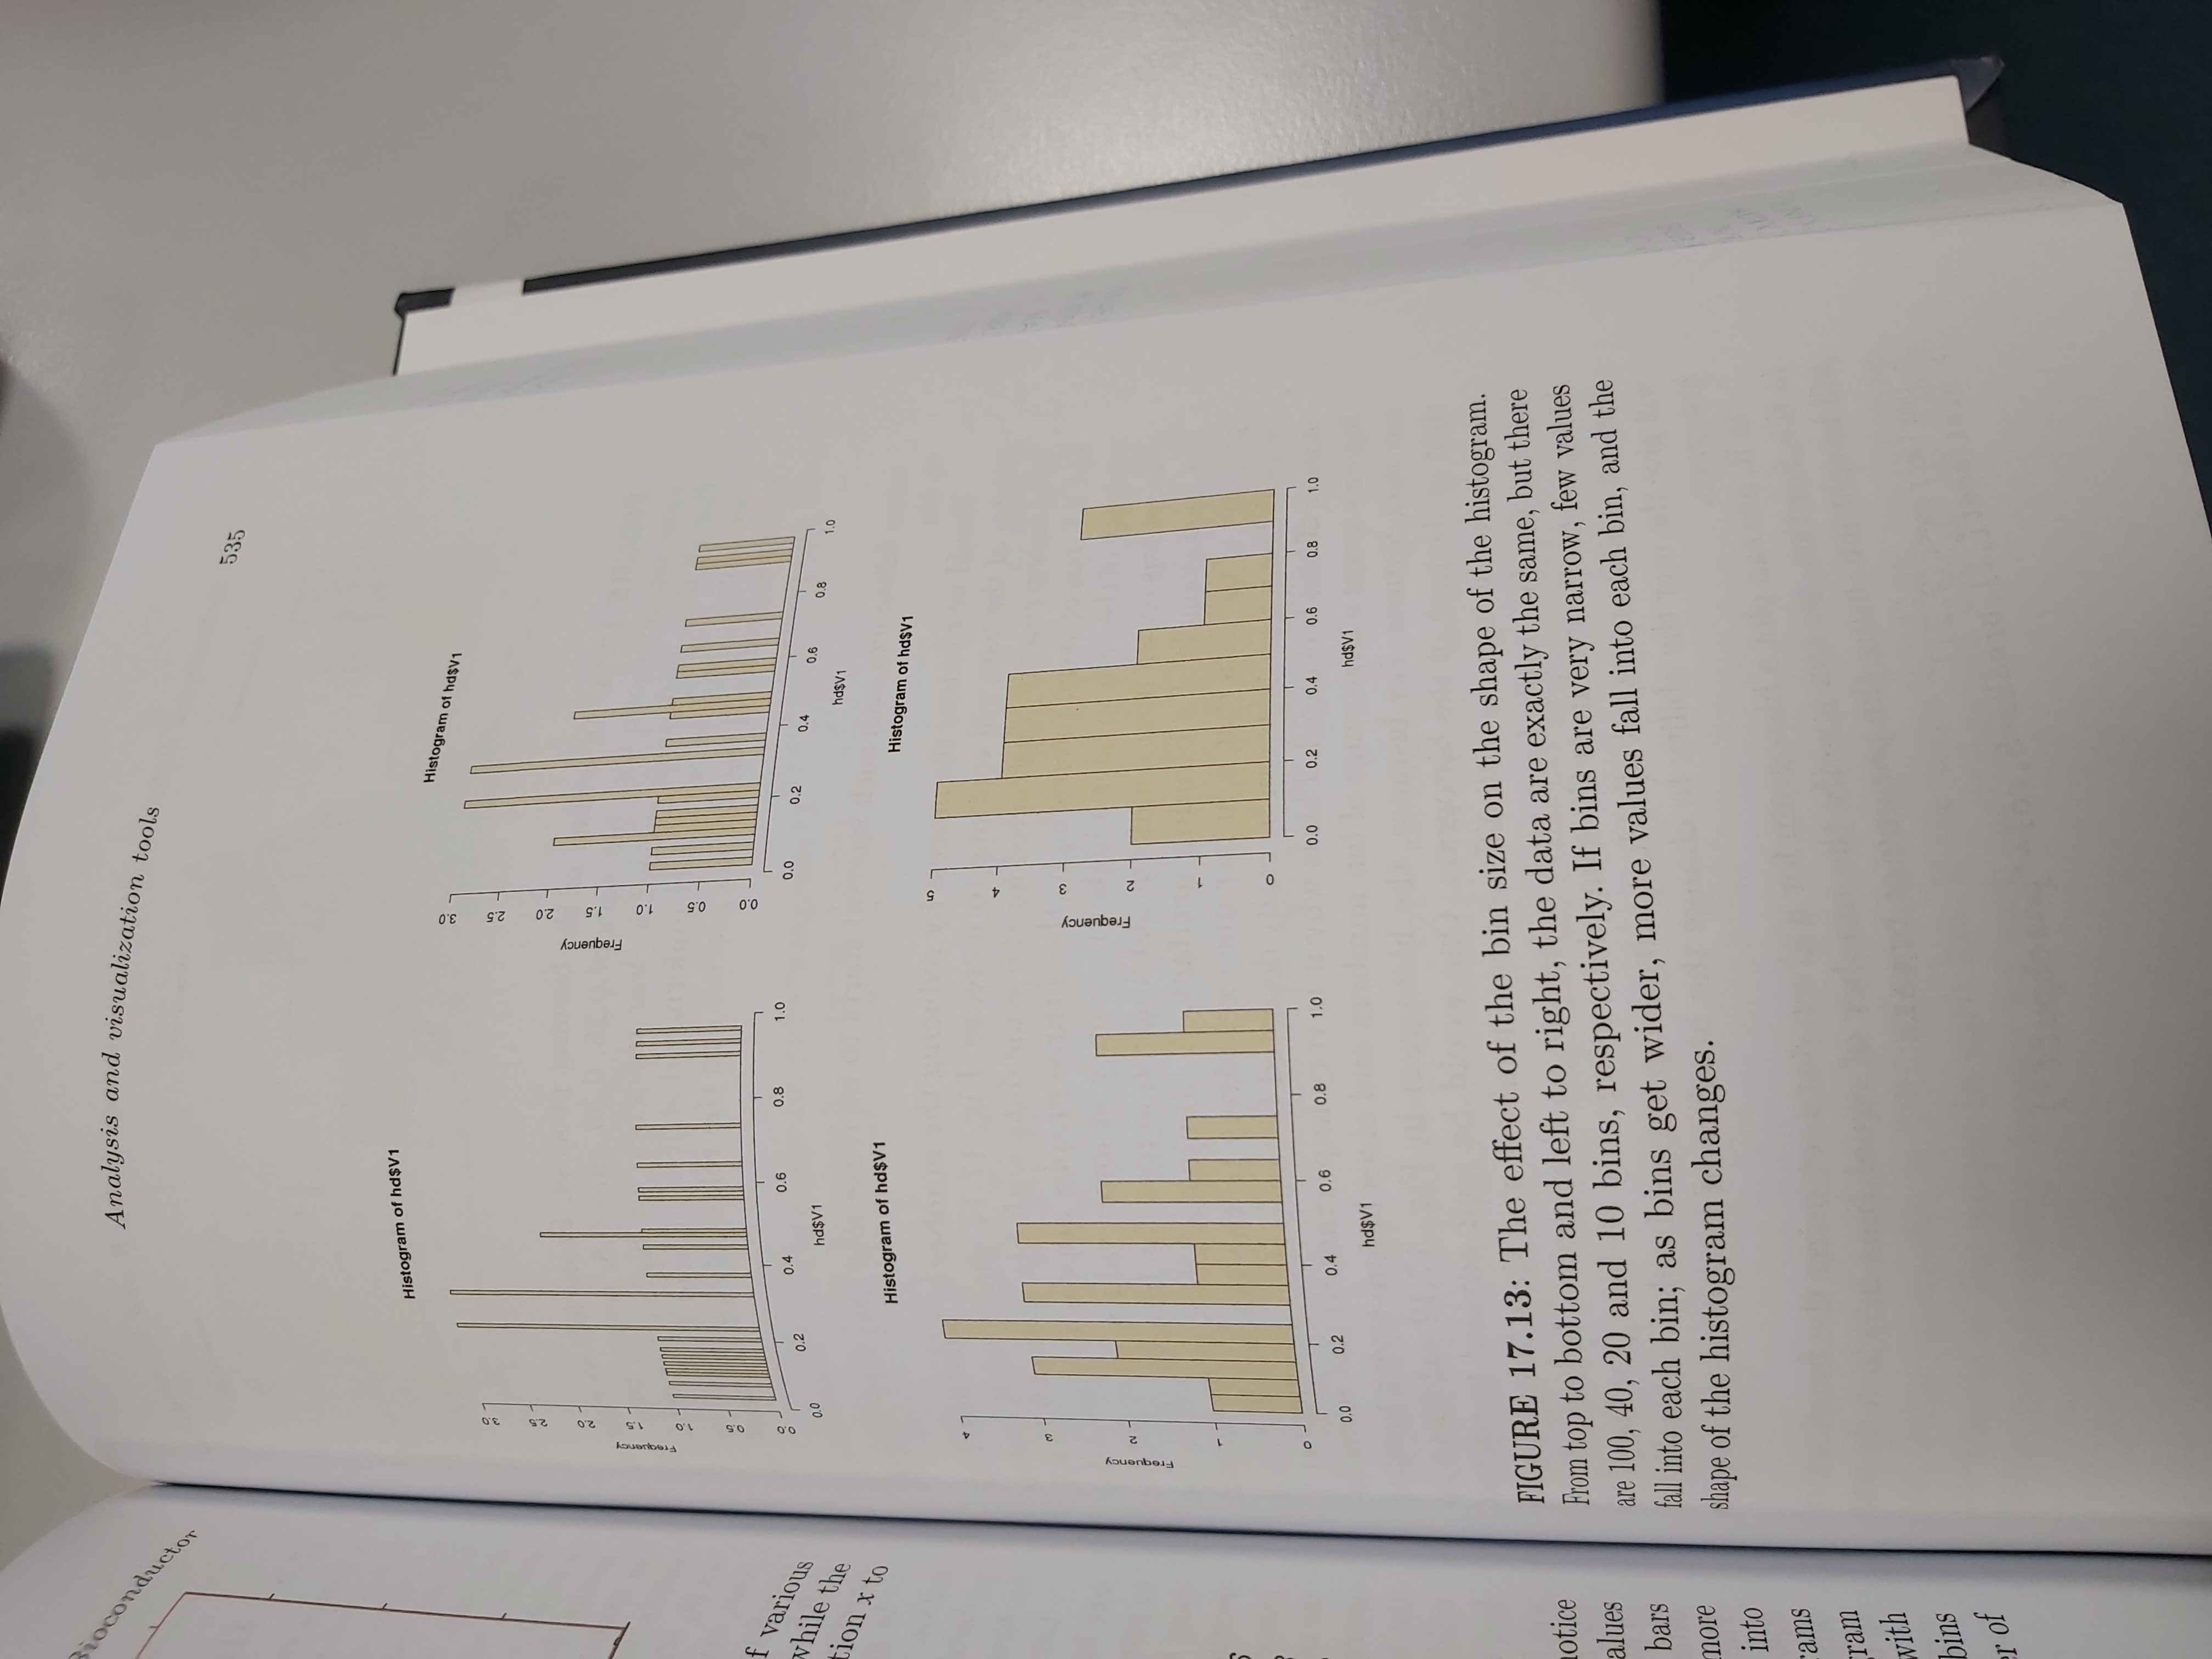 Bioconductor
f various
while the
tion x to
notice
alues
bars
more
into
rams
gram
with
bins
er of
Analysis and visualization tools
535
Histogram of hd$V1
Frequency
0.0 0.5 1.0 1.5 2.0 2.5 3.0
0.0 0.2 0.4 0.6 0.8 1.0
hd$V1
Histogram of hd$V1
Frequency
0.0 0.5 1.0 1.5 2.0 2.5 3.0
0.0 0.2 0.4 0.6 0.8 1.0
hd$V1
Histogram of hd$V1
Frequency
0 1 2 3 4
0.0 0.2 0.4 0.6 0.8 1.0
hd$V1
Histogram of hd$V1
Frequency
0 1 2 3 4 5
0.0 0.2 0.4 0.6 0.8 1.0
hd$V1
FIGURE 17.13: The effect of the bin size on the shape of the histogram.
From top to bottom and left to right, the data are exactly the same, but there
are 100, 40, 20 and 10 bins, respectively. If bins are very narrow, few values
fall into each bin; as bins get wider, more values fall into each bin, and the
shape of the histogram changes.